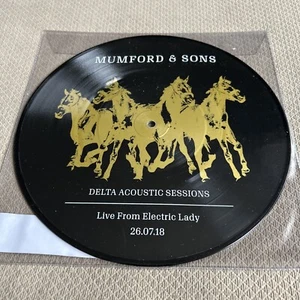 MUMFORD & SONS
DELTA ACOUSTIC SESSIONS
Live From Electric Lady
26.07.18